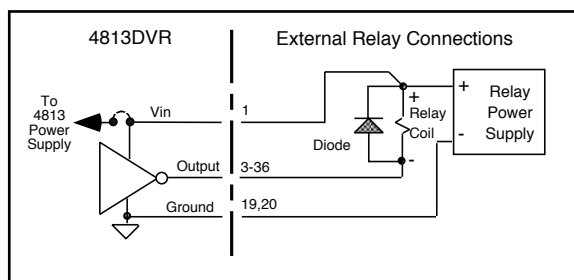 4813DVR
External Relay Connections
To
4813
Power
Supply
Vin
1
+
Relay
Coil
-
Diode
+
-
Relay
Power
Supply
Output
3-36
Ground
19,20